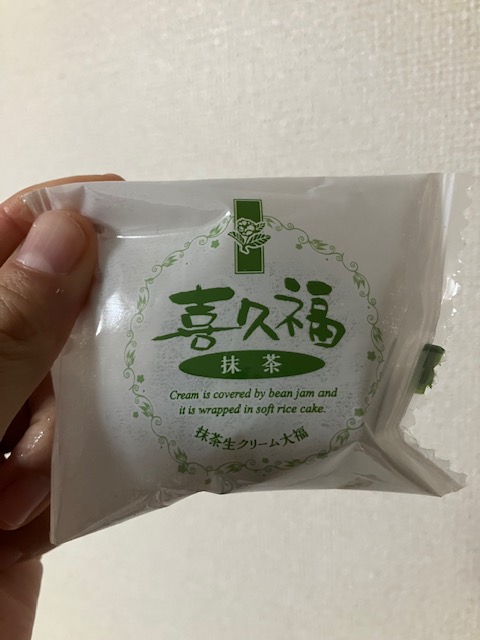 喜久福
抹茶
Cream is covered by bean jam and
it is wrapped in soft rice cake.
抹茶生クリーム大福